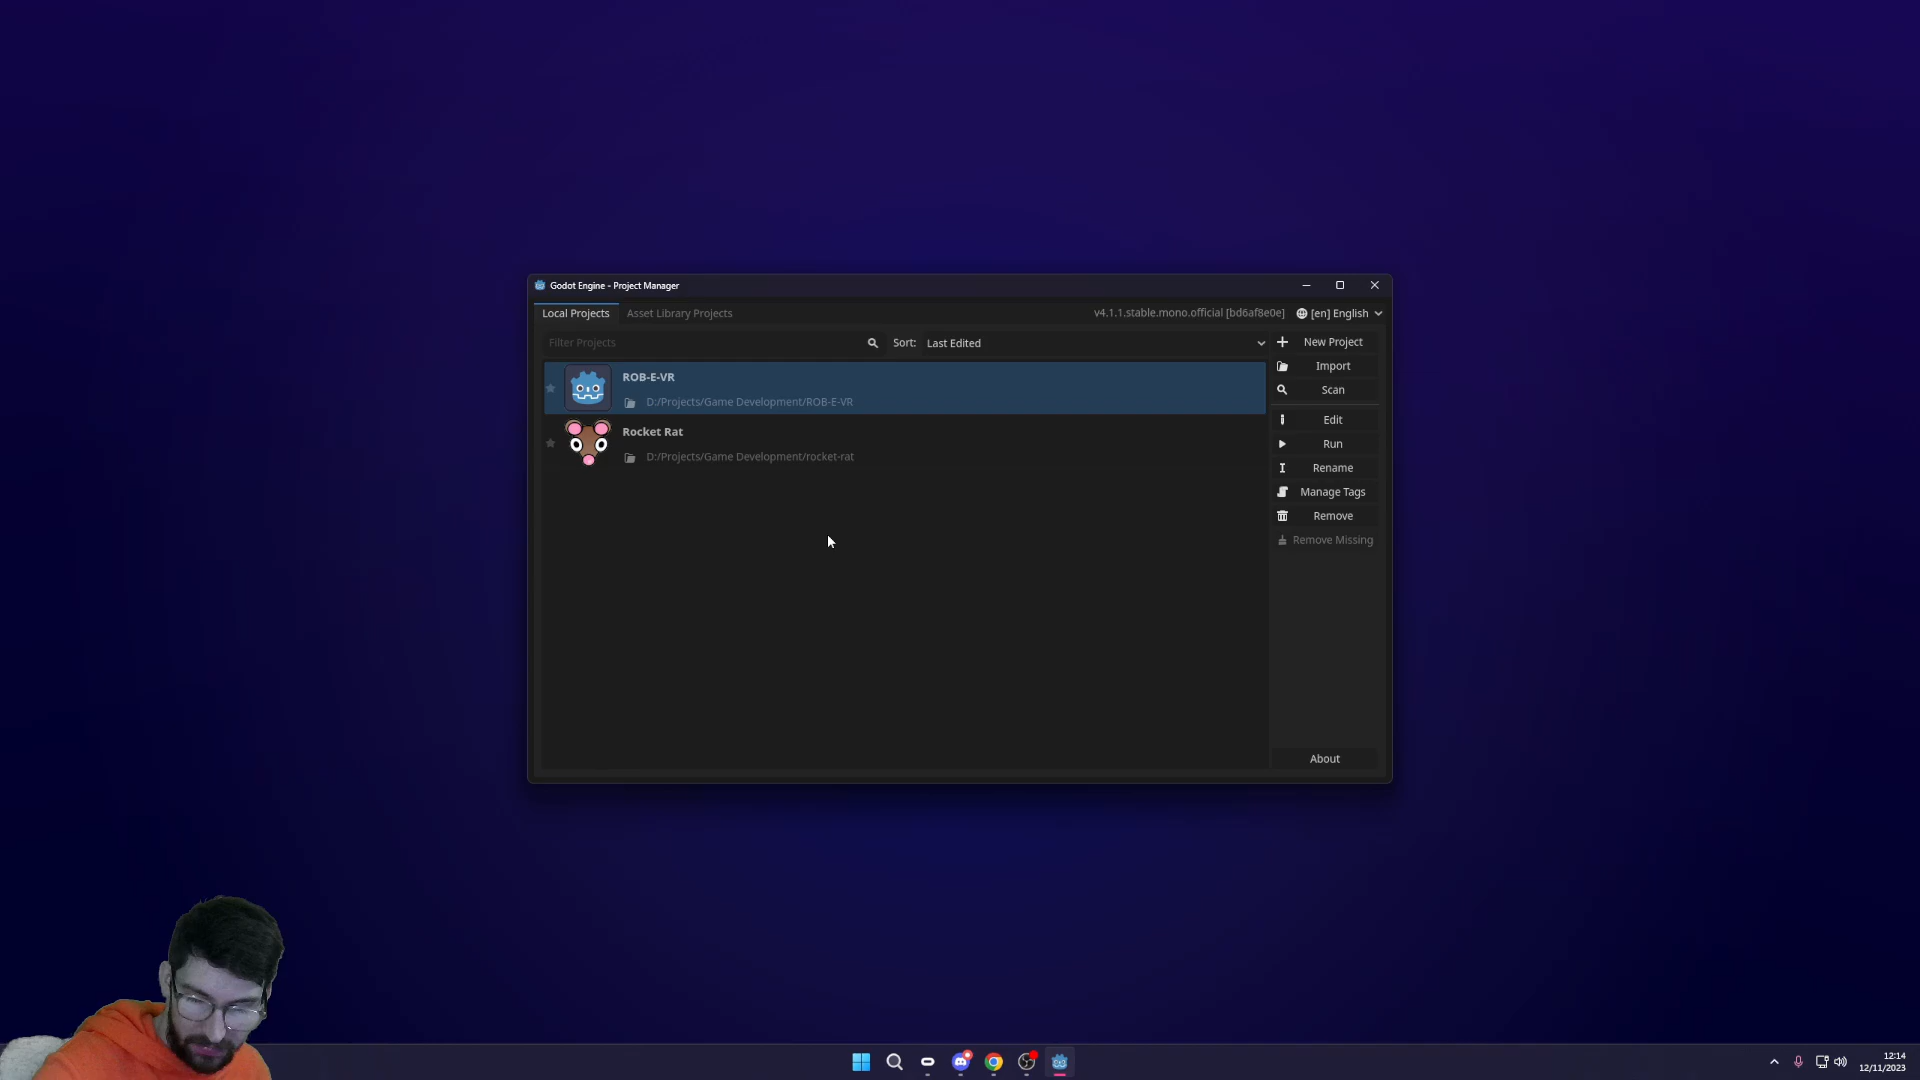 Godot Engine - Project Manager
Local Projects
Asset Library Projects
v4.1.1.stable.mono.official [bd6af8e0e]
[en] English
Filter Projects
Sort:
Last Edited
New Project
Import
Scan
Edit
Run
Rename
Manage Tags
Remove
Remove Missing
About
ROB-E-VR
D:/Projects/Game Development/ROB-E-VR
Rocket Rat
D:/Projects/Game Development/rocket-rat
12:14
12/11/2023